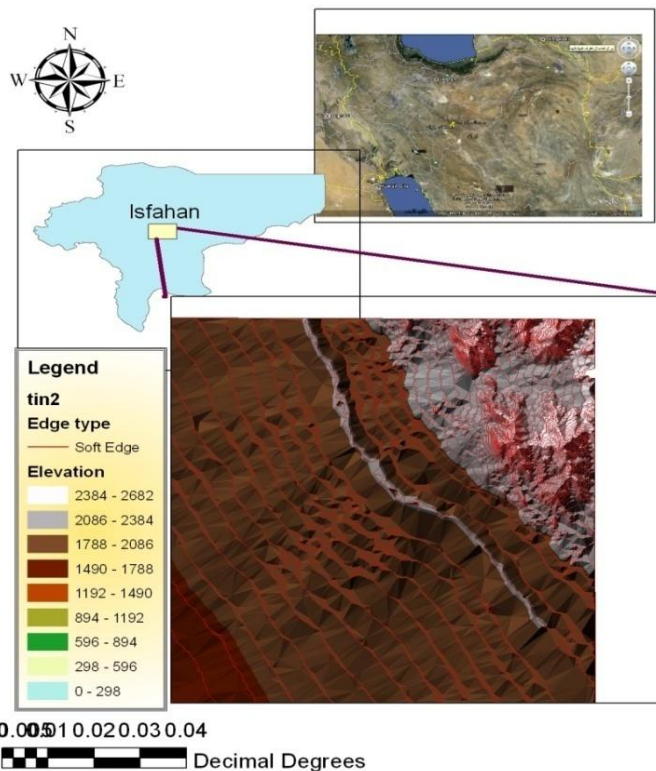 N
W E
S
Isfahan
Legend
tin2
Edge type
Soft Edge
Elevation
2384 - 2682
2086 - 2384
1788 - 2086
1490 - 1788
1192 - 1490
894 - 1192
596 - 894
298 - 596
0 - 298
0.02 0.03 0.04
Decimal Degrees